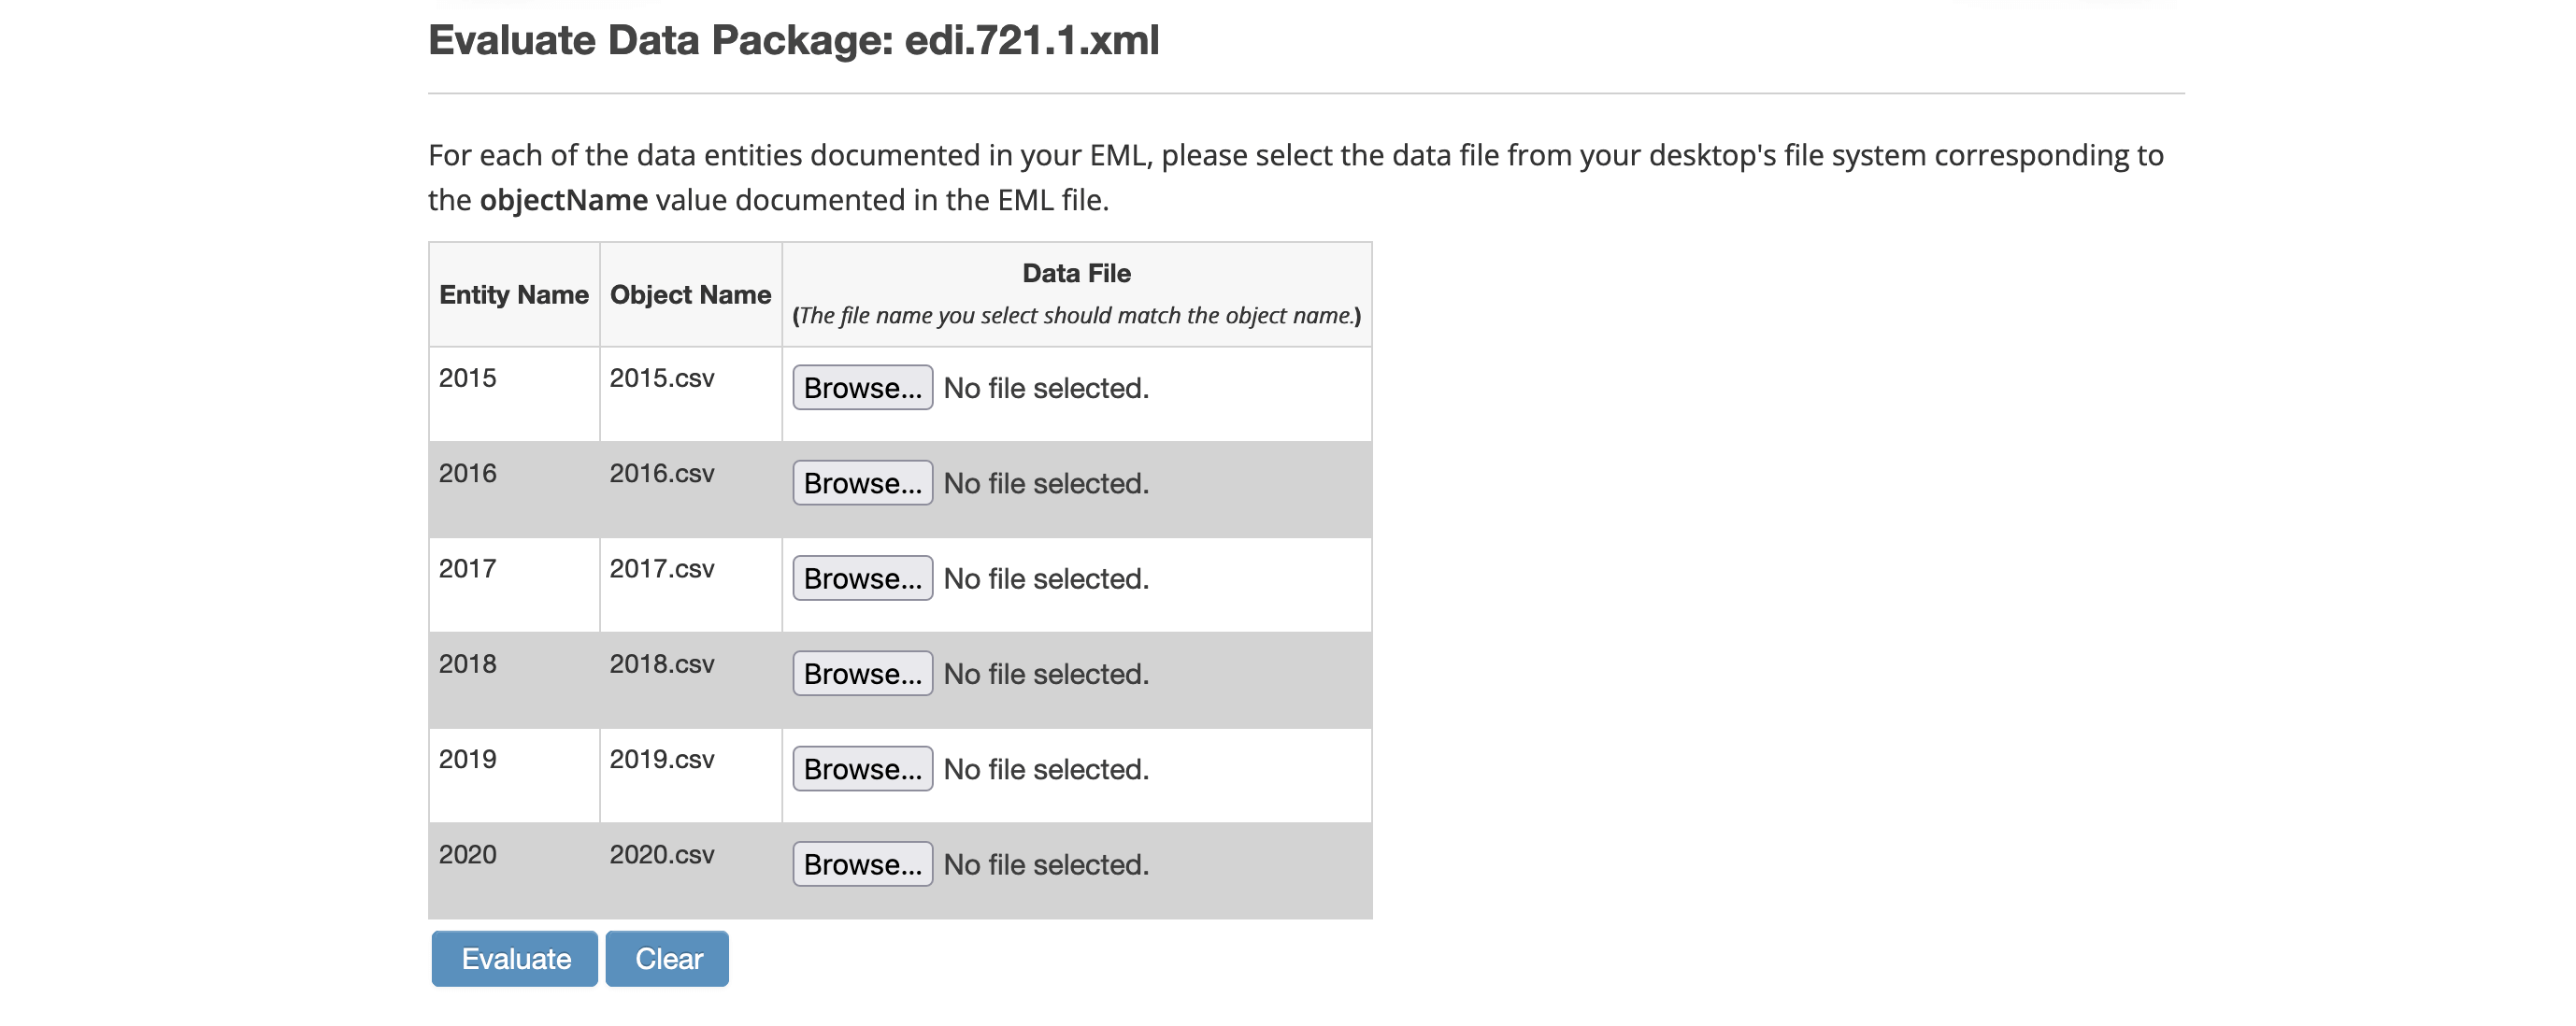 Evaluate Data Package: edi.721.1.xml
For each of the data entities documented in your EML, please select the data file from your desktop's file system corresponding to
the objectName value documented in the EML file.
Entity Name Object Name Data File
(The file name you select should match the object name.)
2015 2015.csv Browse... No file selected.
2016 2016.csv Browse... No file selected.
2017 2017.csv Browse... No file selected.
2018 2018.csv Browse... No file selected.
2019 2019.csv Browse... No file selected.
2020 2020.csv Browse... No file selected.
Evaluate Clear